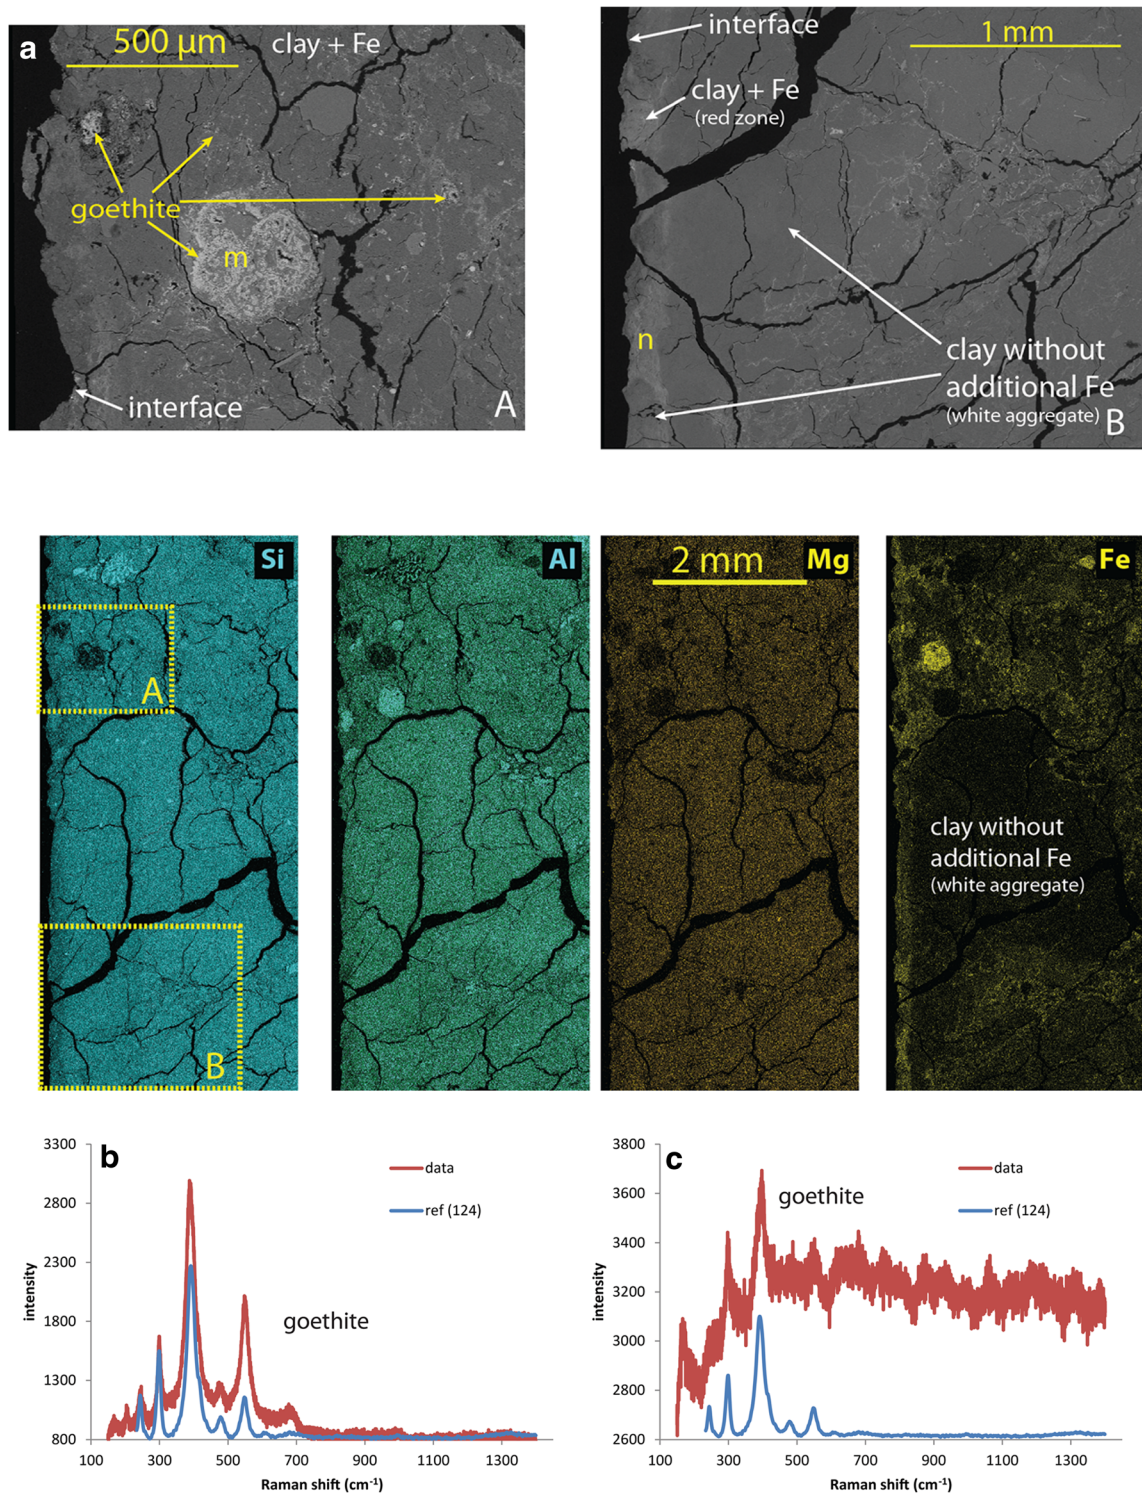 a
500 µm
clay + Fe
goethite
m
interface
A
interface
1 mm
clay + Fe
(red zone)
n
clay without
additional Fe
(white aggregate)
B
Si
A
B
Al
2 mm
Mg
Fe
clay without
additional Fe
(white aggregate)
b
3300
2800
2300
1800
1300
800
intensity
data
ref (124)
goethite
100 300 500 700 900 1100 1300
Raman shift (cm⁻¹)
c
3800
3600
3400
3200
3000
2800
2600
intensity
goethite
data
ref (124)
100 300 500 700 900 1100 1300
Raman shift (cm⁻¹)